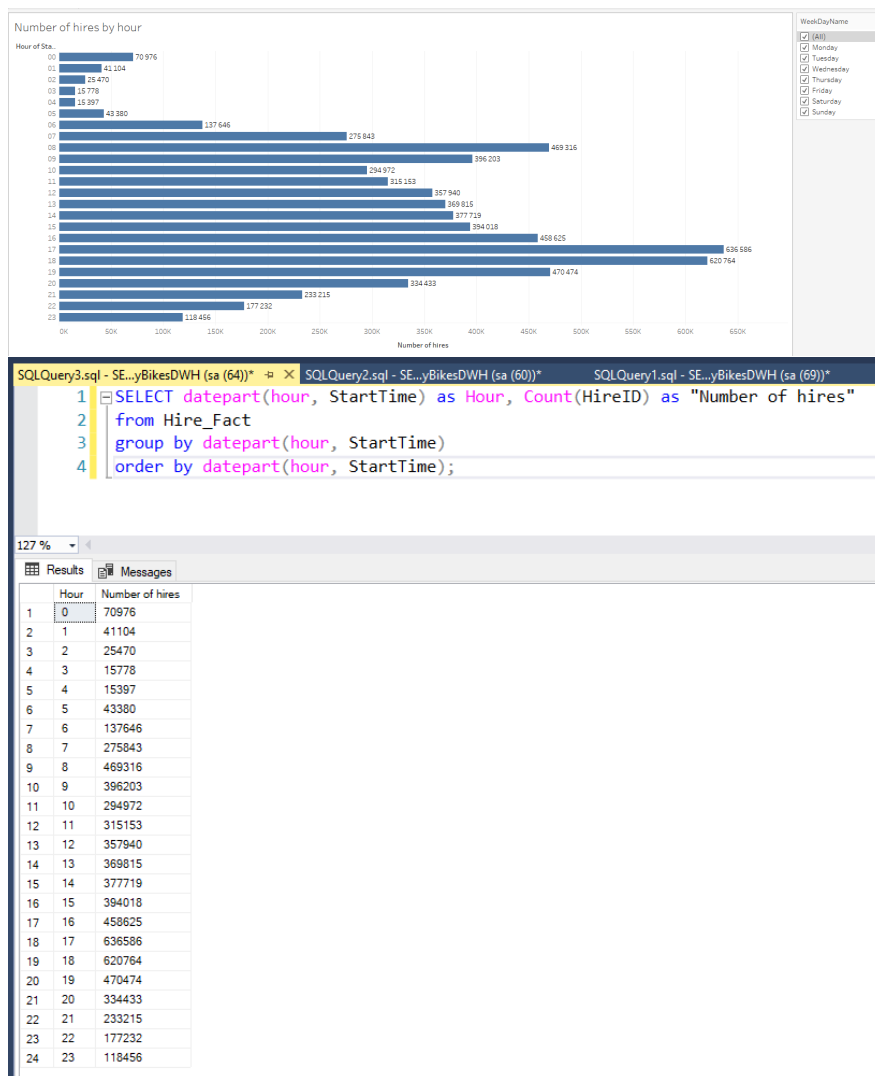 Number of hires by hour
Hour of Sta..
00 70 976
01 41 104
02 25 470
03 15 778
04 15 397
05 43 380
06 137 646
07 275 843
08 469 316
09 396 203
10 294 972
11 315 153
12 357 940
13 369 815
14 377 719
15 394 018
16 458 625
17 636 586
18 620 764
19 470 474
20 334 433
21 233 215
22 177 232
23 118 456
0K 50K 100K 150K 200K 250K 300K 350K 400K 450K 500K 550K 600K 650K
Number of hires
WeekDayName
(All)
Monday
Tuesday
Wednesday
Thursday
Friday
Saturday
Sunday
SQLQuery3.sql - SE...yBikesDWH (sa (64))* SQLQuery2.sql - SE...yBikesDWH (sa (60))* SQLQuery1.sql - SE...yBikesDWH (sa (69))*
1 SELECT datepart(hour, StartTime) as Hour, Count(HireID) as "Number of hires"
2 from Hire_Fact
3 group by datepart(hour, StartTime)
4 order by datepart(hour, StartTime);
127 %
Results Messages
Hour Number of hires
1 0 70976
2 1 41104
3 2 25470
4 3 15778
5 4 15397
6 5 43380
7 6 137646
8 7 275843
9 8 469316
10 9 396203
11 10 294972
12 11 315153
13 12 357940
14 13 369815
15 14 377719
16 15 394018
17 16 458625
18 17 636586
19 18 620764
20 19 470474
21 20 334433
22 21 233215
23 22 177232
24 23 118456